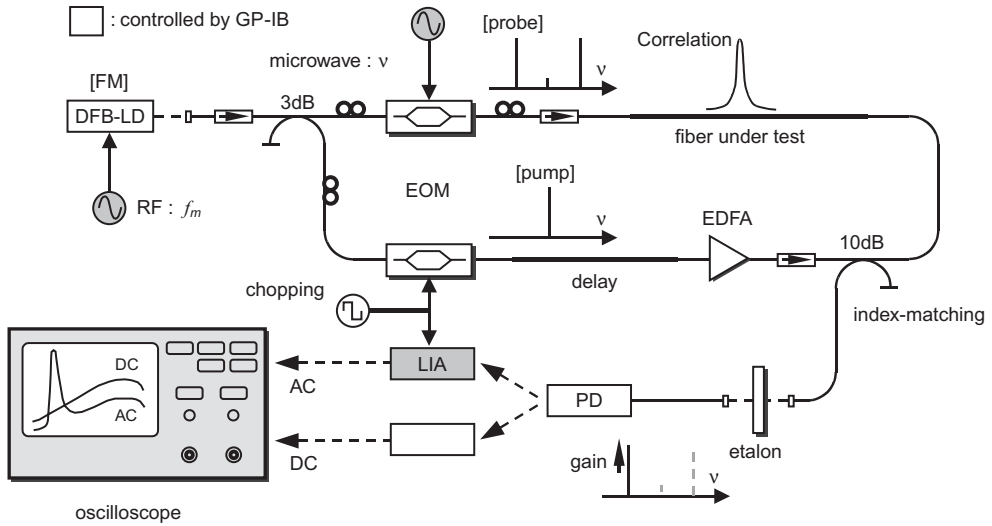 : controlled by GP-IB
[probe]
Correlation
microwave : ν
ν
[FM]
DFB-LD
3dB
fiber under test
RF : fm
EOM
[pump]
ν
EDFA
10dB
delay
chopping
index-matching
LIA
DC
AC
AC
PD
DC
etalon
gain
ν
oscilloscope